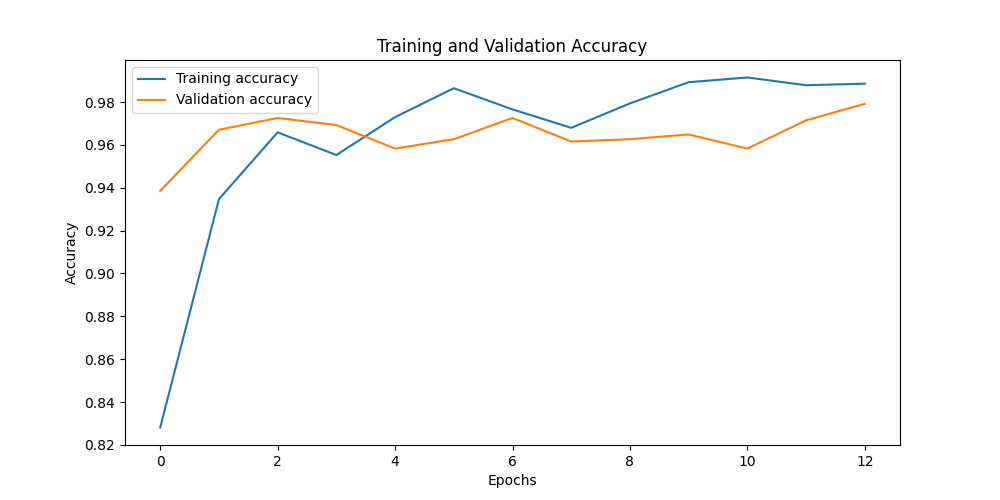 Training and Validation Accuracy
Training accuracy
Validation accuracy
0.98
0.96
0.94
0.92
0.90
0.88
0.86
0.84
0.82
Accuracy
0 2 4 6 8 10 12
Epochs